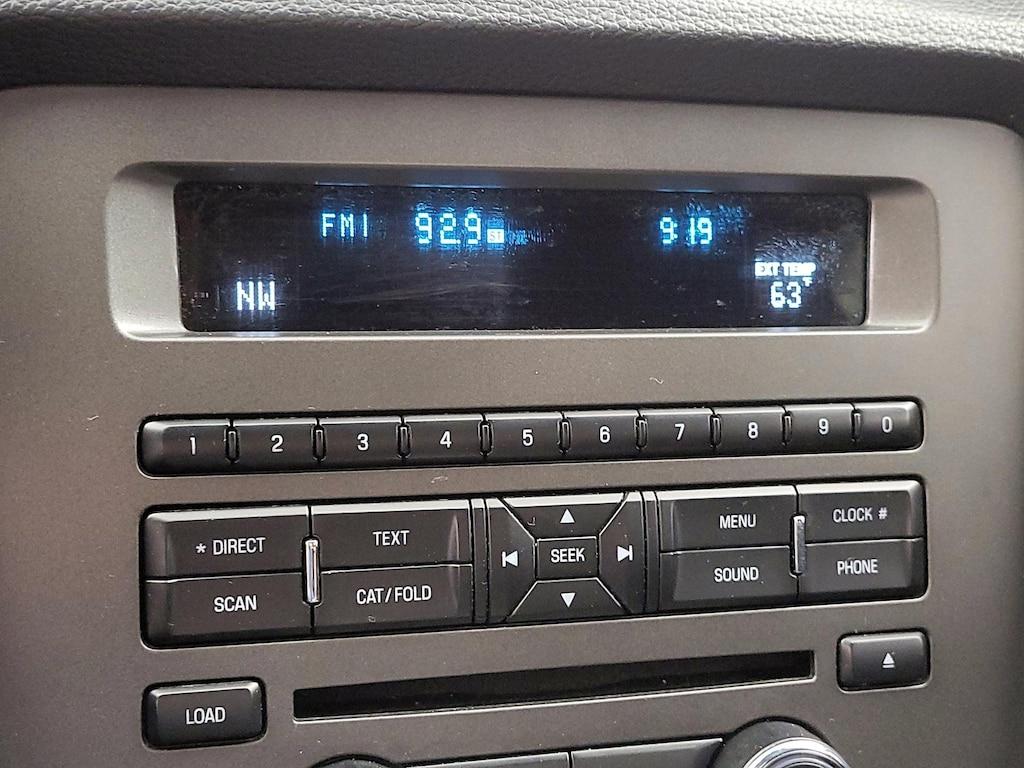 FM1 92.9 ST 9:19
EXT TEMP
NW 63°F
1 2 3 4 5 6 7 8 9 0
* DIRECT TEXT SEEK MENU CLOCK #
SCAN CAT/FOLD SOUND PHONE
LOAD